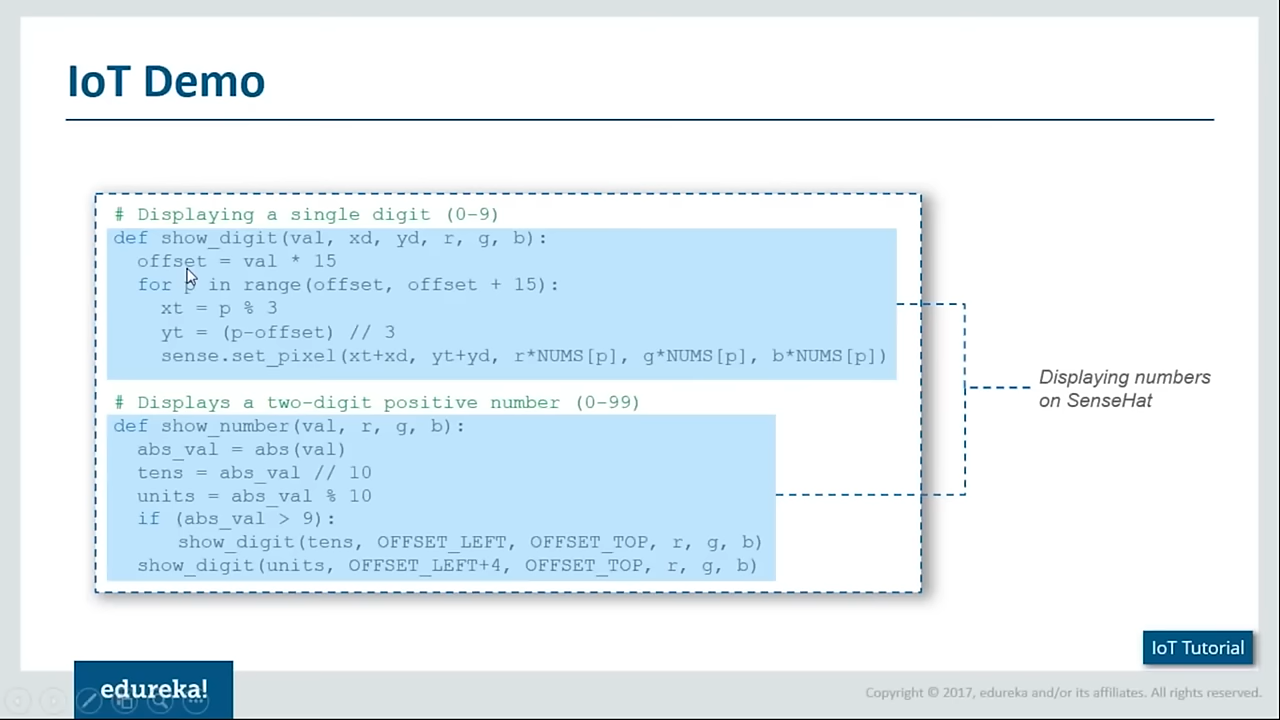 IoT Demo
# Displaying a single digit (0-9)
def show_digit(val, xd, yd, r, g, b):
  offset = val * 15
  for p in range(offset, offset + 15):
    xt = p % 3
    yt = (p-offset) // 3
    sense.set_pixel(xt+xd, yt+yd, r*NUMS[p], g*NUMS[p], b*NUMS[p])
# Displays a two-digit positive number (0-99)
def show_number(val, r, g, b):
  abs_val = abs(val)
  tens = abs_val // 10
  units = abs_val % 10
  if (abs_val > 9):
     show_digit(tens, OFFSET_LEFT, OFFSET_TOP, r, g, b)
  show_digit(units, OFFSET_LEFT+4, OFFSET_TOP, r, g, b)
Displaying numbers
on SenseHat
IoT Tutorial
edureka!
Copyright © 2017, edureka and/or its affiliates. All rights reserved.